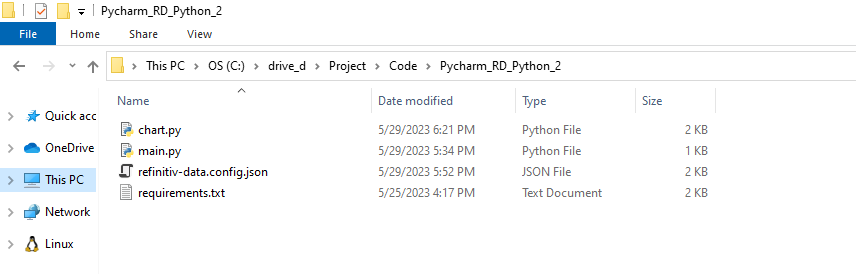 Pycharm_RD_Python_2
File Home Share View
This PC OS (C:) drive_d Project Code Pycharm_RD_Python_2
Name Date modified Type Size
Quick acc chart.py 5/29/2023 6:21 PM Python File 2 KB
main.py 5/29/2023 5:34 PM Python File 1 KB
OneDrive
refinitiv-data.config.json 5/29/2023 5:52 PM JSON File 2 KB
This PC
requirements.txt 5/25/2023 4:17 PM Text Document 2 KB
Network
Linux